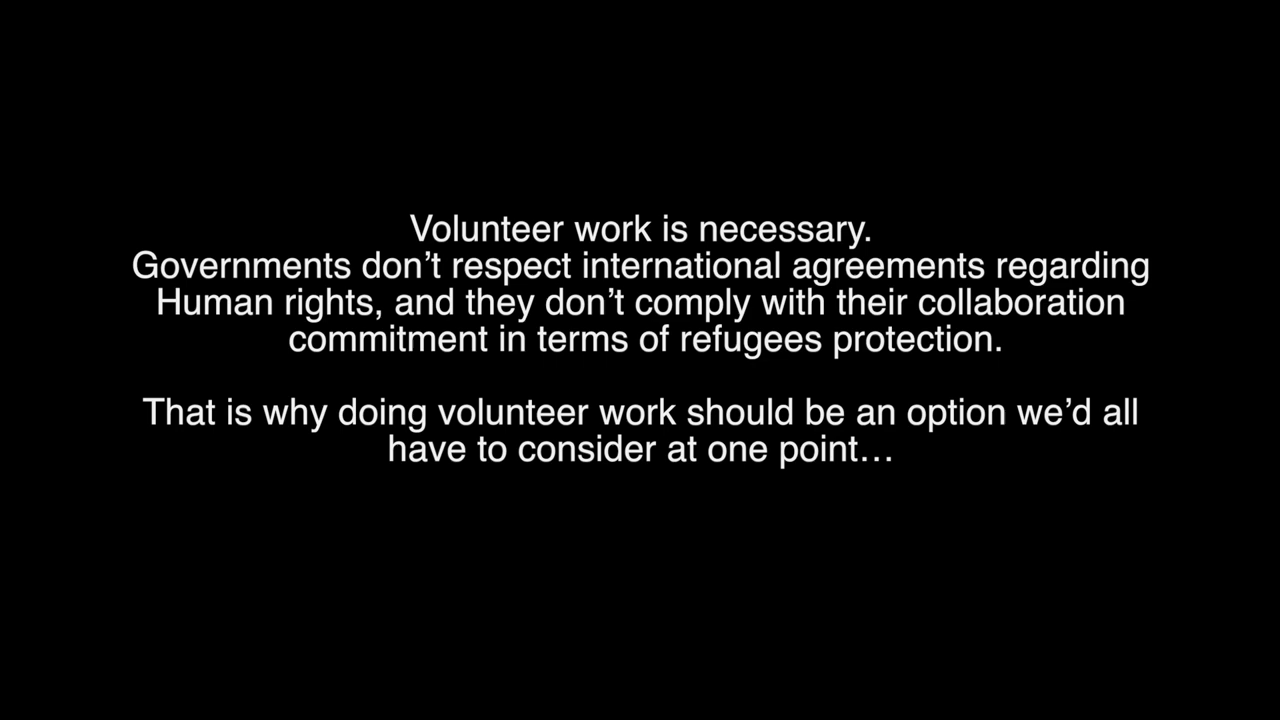 Volunteer work is necessary.
Governments don’t respect international agreements regarding
Human rights, and they don’t comply with their collaboration
commitment in terms of refugees protection.
That is why doing volunteer work should be an option we’d all
have to consider at one point…